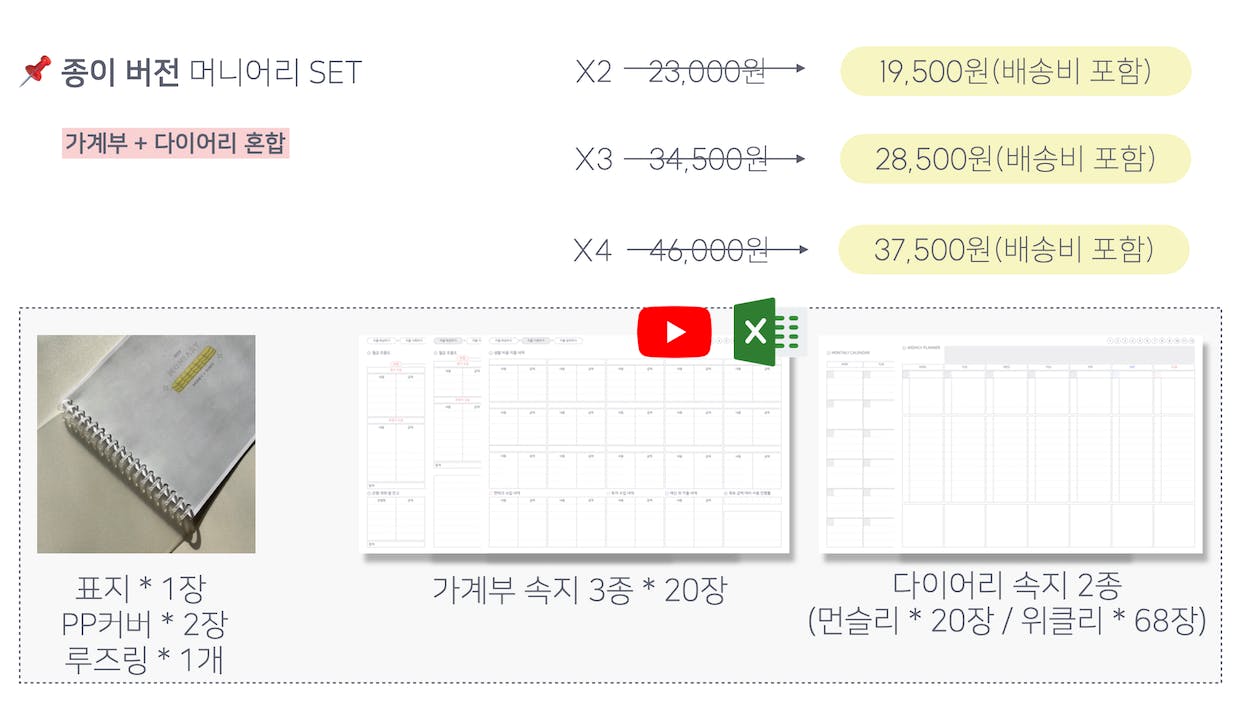 종이 버전 머니어리 SET
가계부 + 다이어리 혼합
X2 23,000원 19,500원(배송비 포함)
X3 34,500원 28,500원(배송비 포함)
X4 46,000원 37,500원(배송비 포함)
X
MONTHLY CALENDAR
WEEKLY PLANNER
표지 * 1장
PP커버 * 2장
루즈링 * 1개
가계부 속지 3종 * 20장
다이어리 속지 2종
(먼슬리 * 20장 / 위클리 * 68장)